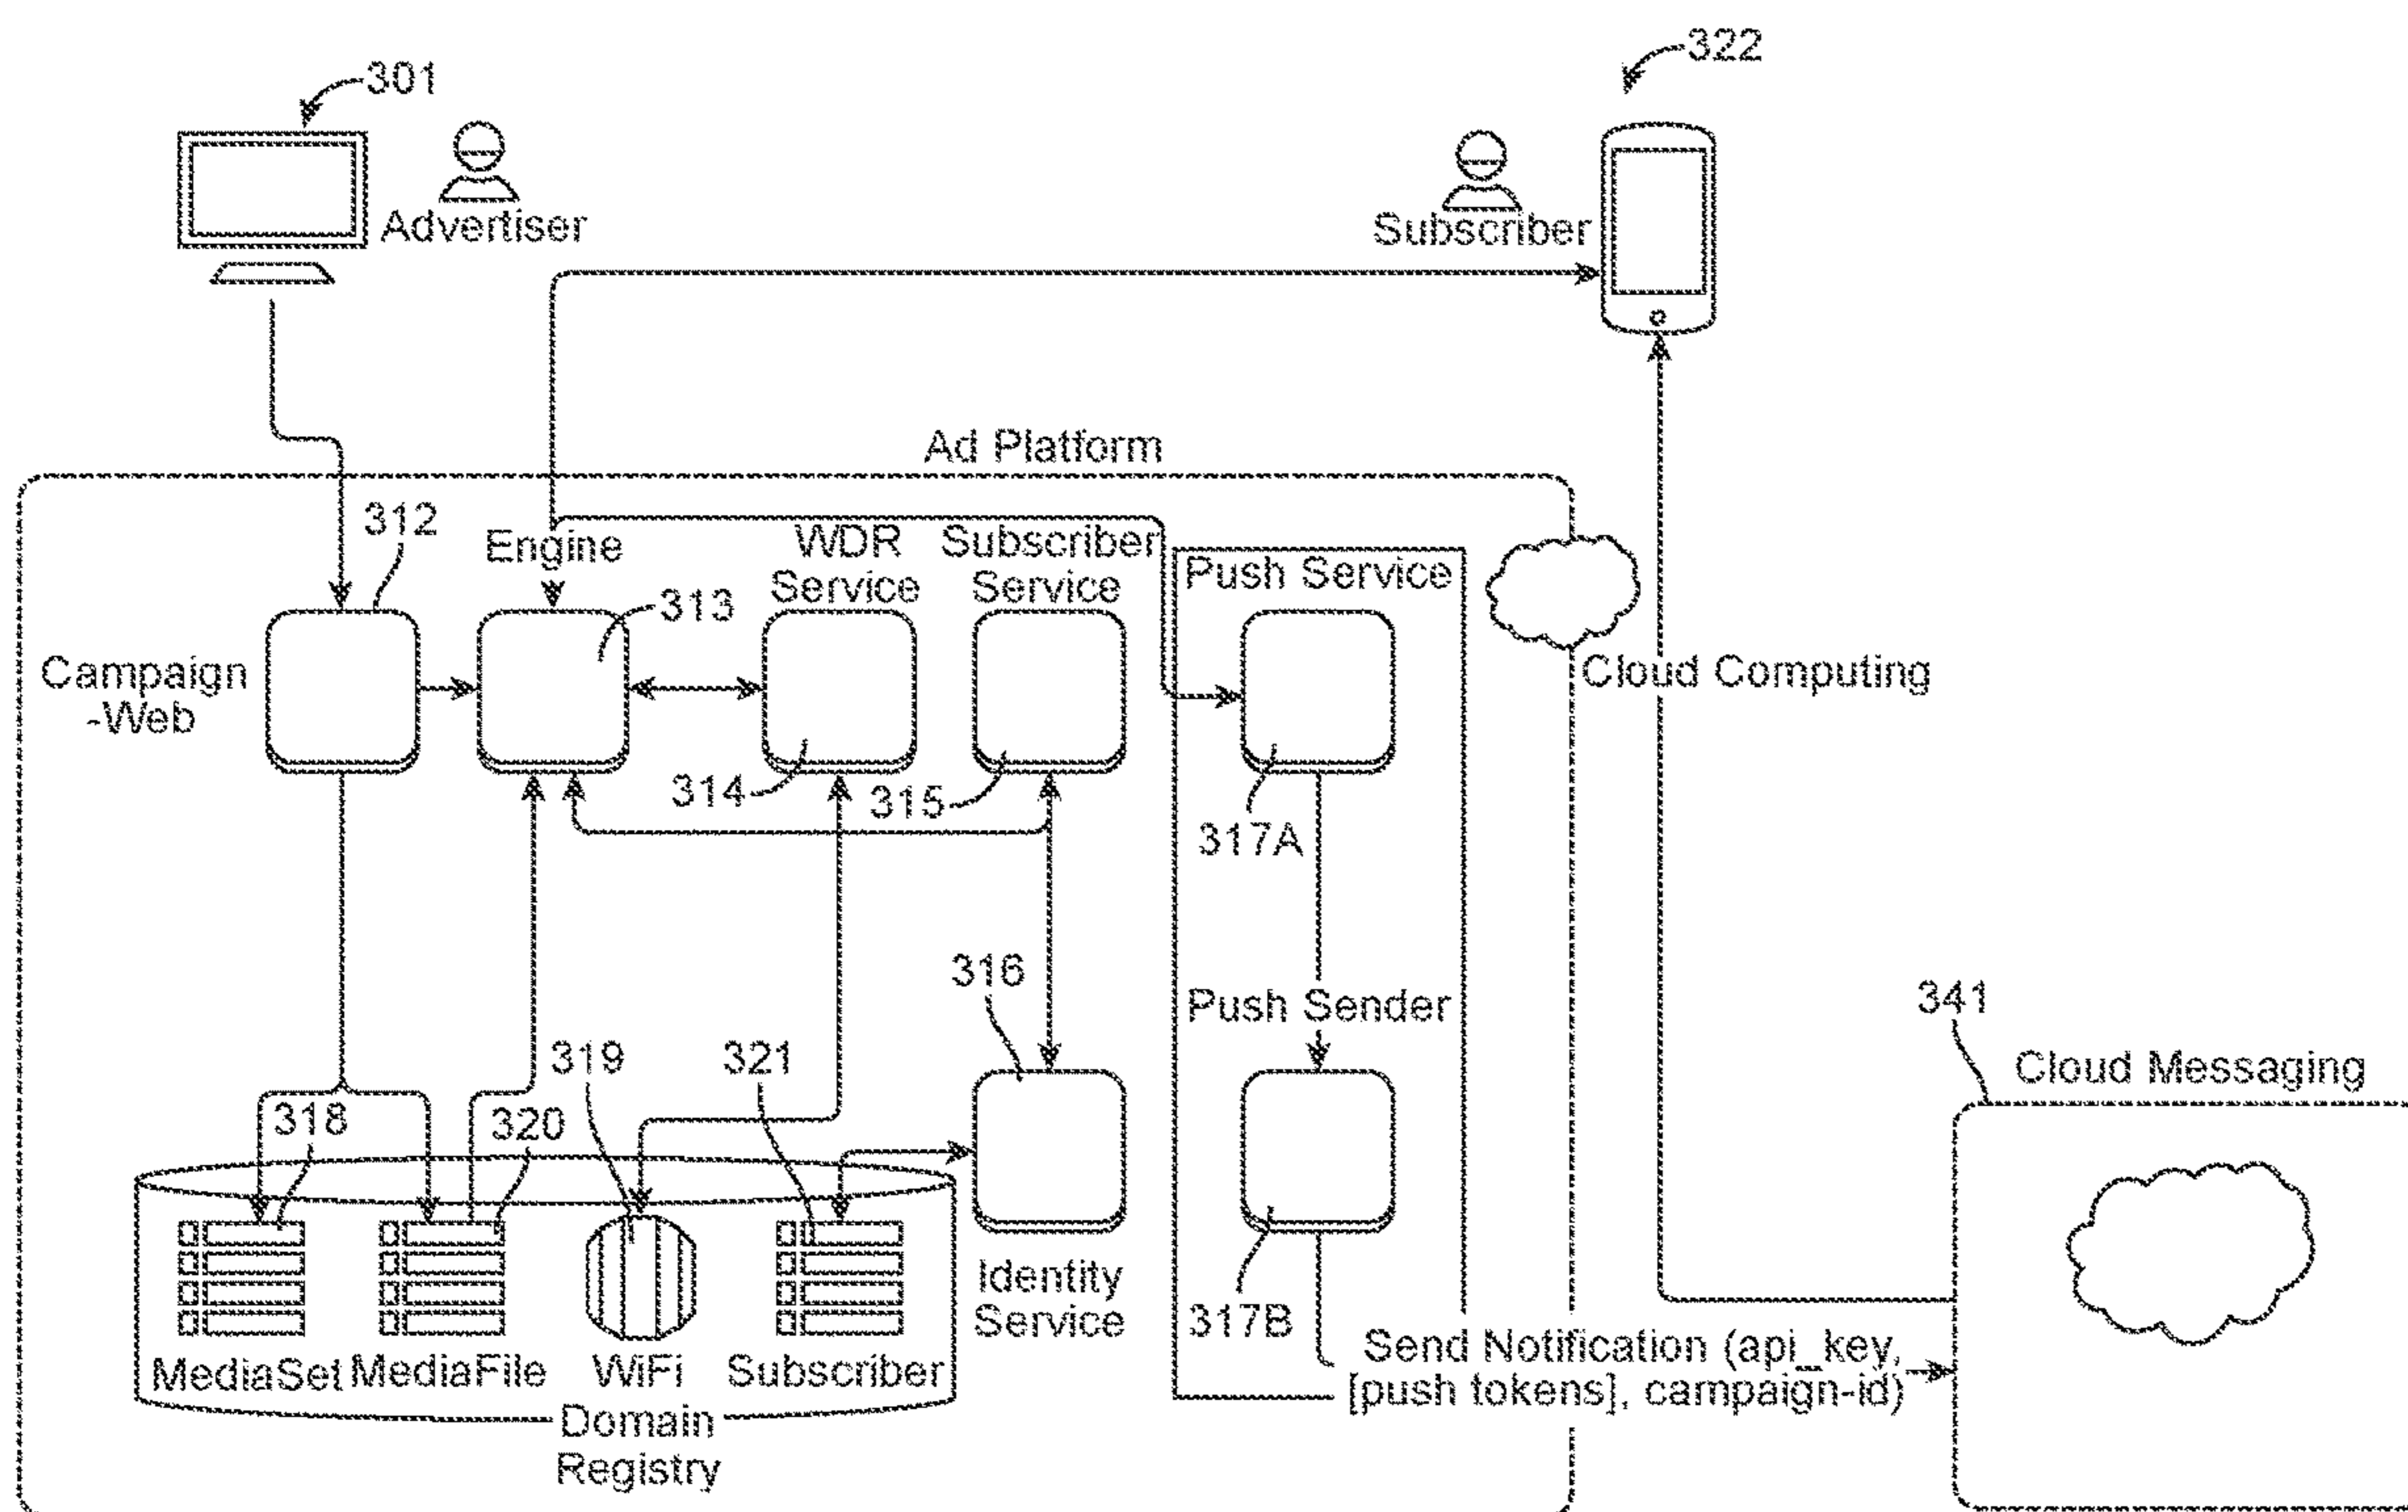 301
322
Advertiser
Subscriber
Ad Platform
312
Engine
WDR
Service
Subscriber
Service
Push Service
313
Campaign
-Web
Cloud Computing
314
315
317A
316
Push Sender
341
319
321
Cloud Messaging
318
320
Identity
Service
317B
Send Notification (api_key,
[push tokens], campaign-id)
MediaSet
MediaFile
WiFi
Subscriber
Domain
Registry